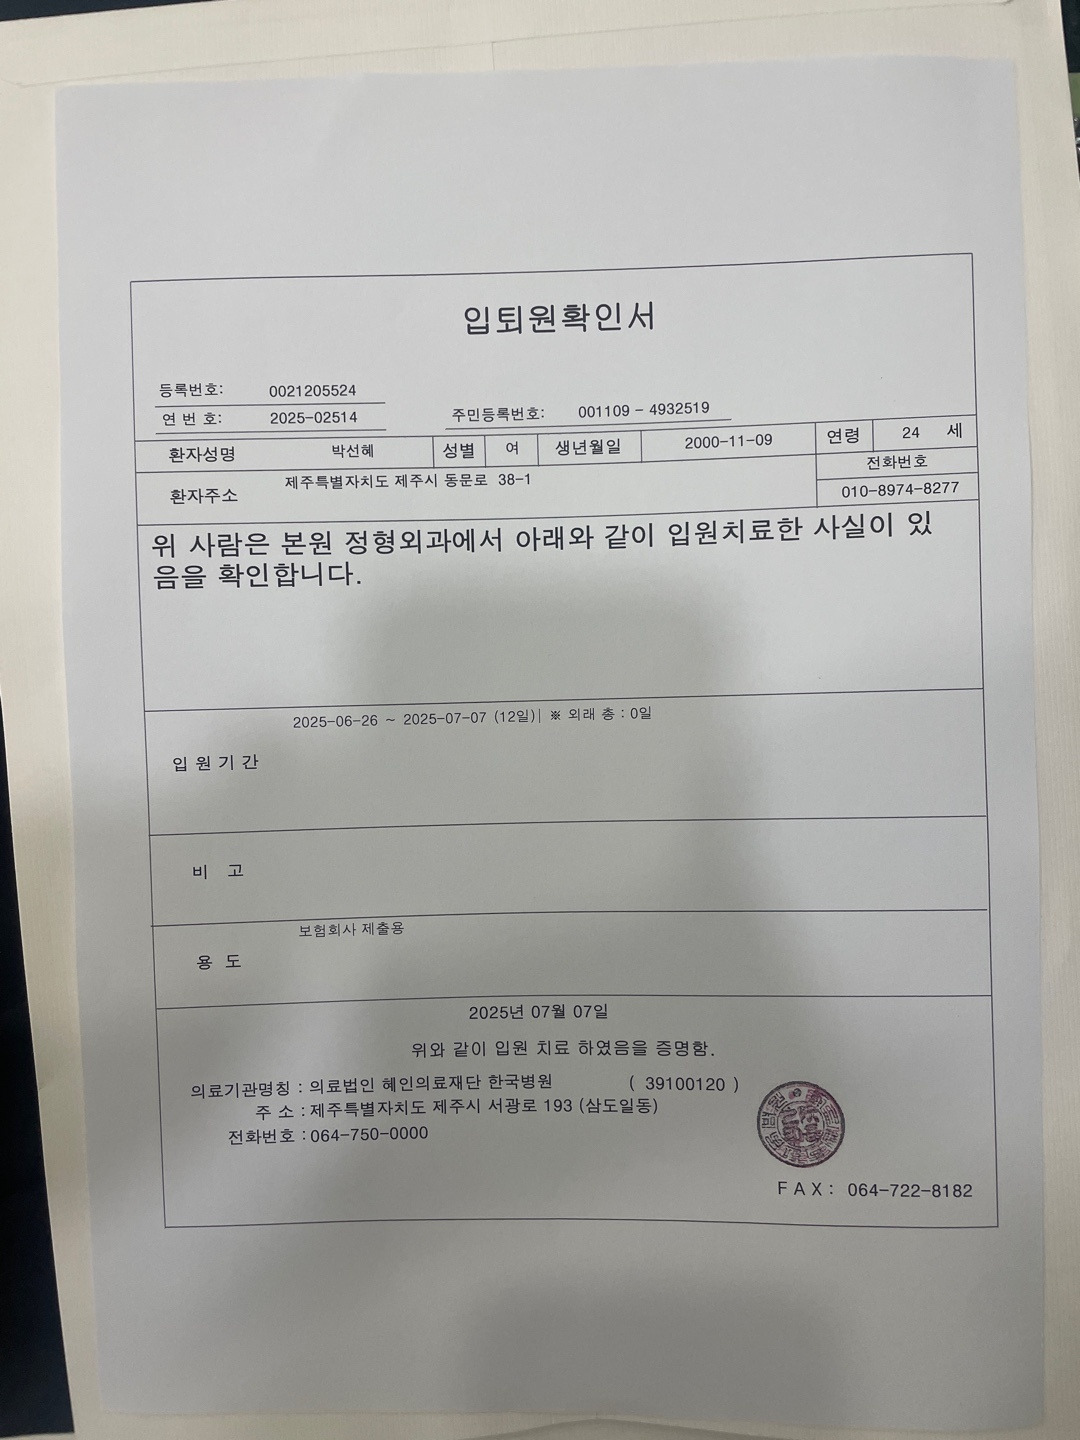 입퇴원확인서
등록번호: 0021205524
연 번 호: 2025-02514 주민등록번호: 001109 - 4932519
환자성명 박선혜 성별 여 생년월일 2000-11-09 연령 24 세
환자주소 제주특별자치도 제주시 동문로 38-1 전화번호
010-8974-8277
위 사람은 본원 정형외과에서 아래와 같이 입원치료한 사실이 있
음을 확인합니다.
2025-06-26 ~ 2025-07-07 (12일)| ※ 외래 총 : 0일
입 원 기 간
비 고
보험회사 제출용
용 도
2025년 07월 07일
위와 같이 입원 치료 하였음을 증명함.
의료기관명칭 : 의료법인 혜인의료재단 한국병원 ( 39100120 )
주 소 : 제주특별자치도 제주시 서광로 193 (삼도일동)
전화번호 : 064-750-0000
F A X : 064-722-8182